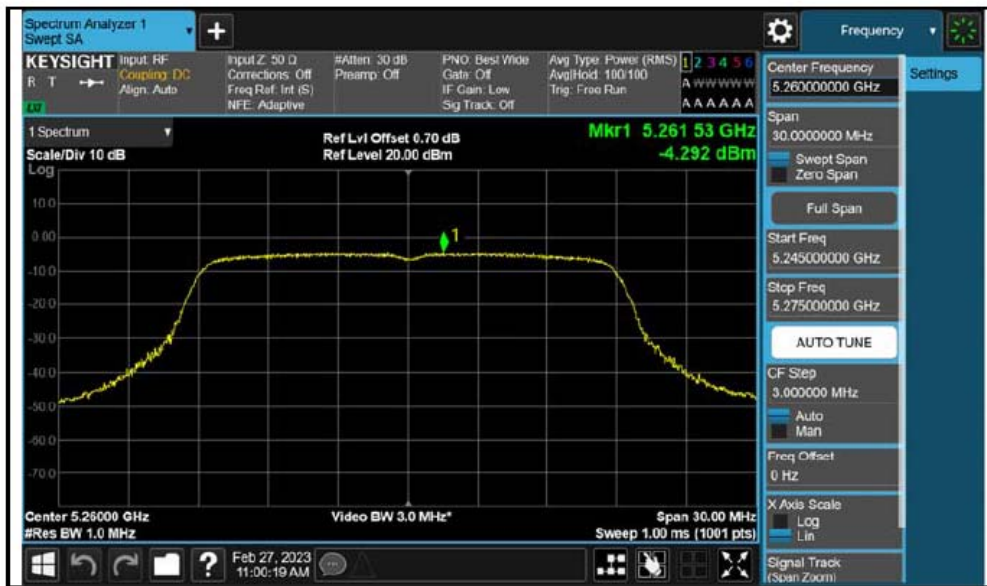 Spectrum Analyzer 1
Swept SA
+
Frequency
KEYSIGHT
R T
LXI
Input: RF
Coupling: DC
Align: Auto
Input Z: 50 Ω
Corrections: Off
Freq Ref: Int (S)
NFE: Adaptive
#Atten: 30 dB
Preamp: Off
PNO: Best Wide
Gate: Off
IF Gain: Low
Sig Track: Off
Avg Type: Power (RMS)
Avg|Hold: 100/100
Trig: Free Run
1 2 3 4 5 6
A W W W W W
A A A A A A
1 Spectrum
Scale/Div 10 dB
Log
Ref Lvl Offset 0.70 dB
Ref Level 20.00 dBm
Mkr1 5.261 53 GHz
-4.292 dBm
1
10.0
0.00
-10.0
-20.0
-30.0
-40.0
-50.0
-60.0
-70.0
Center 5.26000 GHz
#Res BW 1.0 MHz
Video BW 3.0 MHz*
Span 30.00 MHz
Sweep 1.00 ms (1001 pts)
Center Frequency
5.260000000 GHz
Span
30.0000000 MHz
Swept Span
Zero Span
Full Span
Start Freq
5.245000000 GHz
Stop Freq
5.275000000 GHz
AUTO TUNE
CF Step
3.000000 MHz
Auto
Man
Freq Offset
0 Hz
X Axis Scale
Log
Lin
Signal Track
(Span Zoom)
Settings
?
Feb 27, 2023
11:00:19 AM